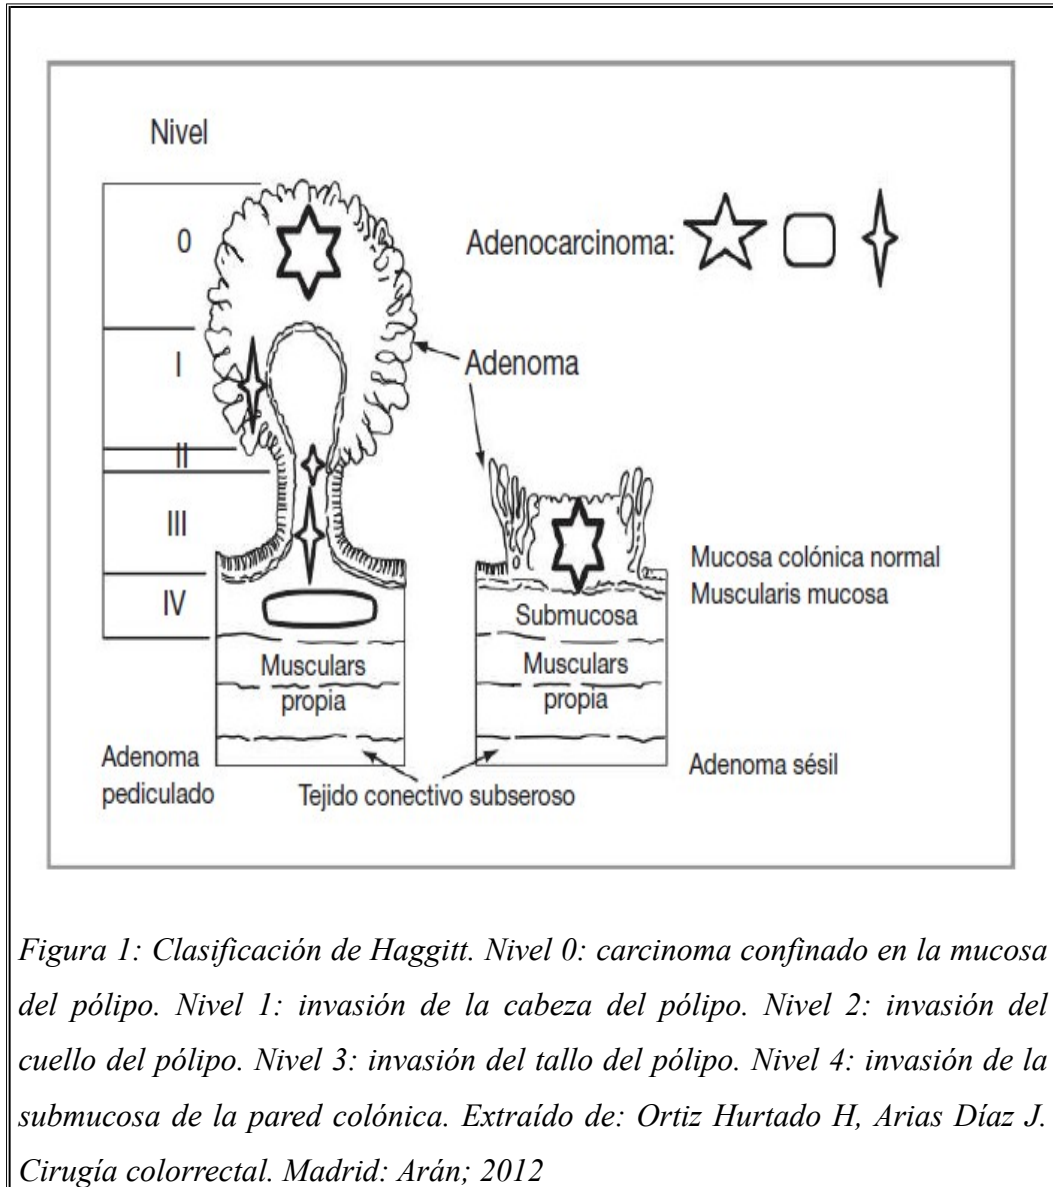 Nivel
0
Adenocarcinoma:
I
Adenoma
II
III
Mucosa colónica normal
Muscularis mucosa
IV
Submucosa
Musculars
propia
Musculars
propia
Adenoma
pediculado
Tejido conectivo subseroso
Adenoma sésil
Figura 1: Clasificación de Haggitt. Nivel 0: carcinoma confinado en la mucosa
del pólipo. Nivel 1: invasión de la cabeza del pólipo. Nivel 2: invasión del
cuello del pólipo. Nivel 3: invasión del tallo del pólipo. Nivel 4: invasión de la
submucosa de la pared colónica. Extraído de: Ortiz Hurtado H, Arias Díaz J.
Cirugía colorrectal. Madrid: Arán; 2012